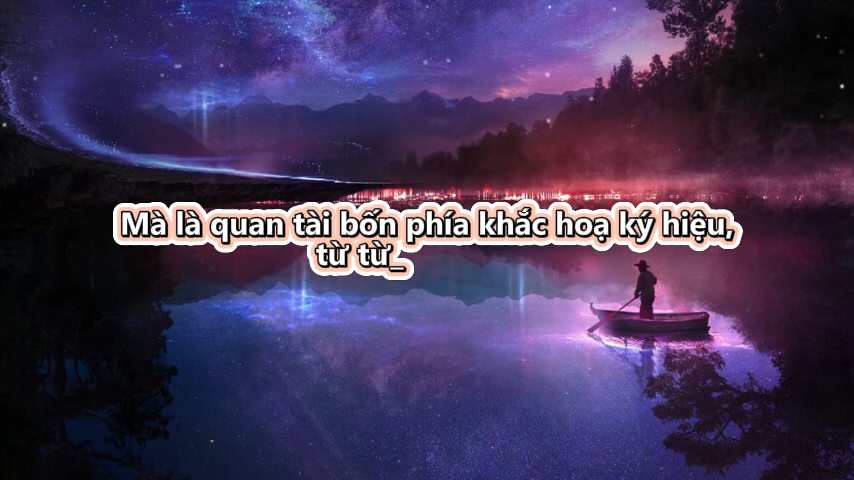 Mà là quan tài bốn phía khắc hoạ ký hiệu,
từ từ_